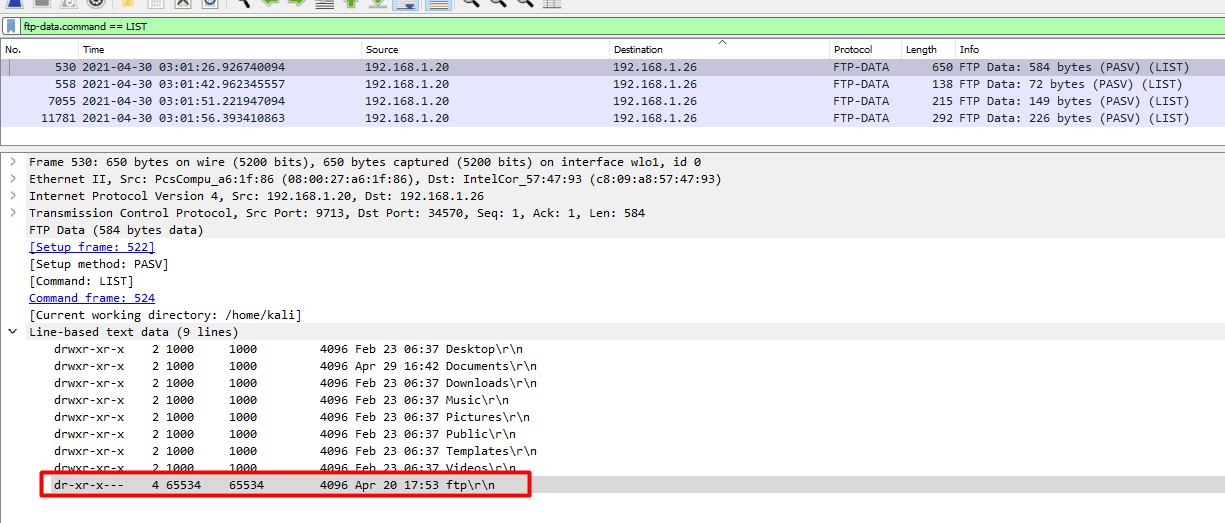 ftp-data.command == LIST
No. Time Source Destination Protocol Length Info
530 2021-04-30 03:01:26.926740094 192.168.1.20 192.168.1.26 FTP-DATA 650 FTP Data: 584 bytes (PASV) (LIST)
558 2021-04-30 03:01:42.962345557 192.168.1.20 192.168.1.26 FTP-DATA 138 FTP Data: 72 bytes (PASV) (LIST)
7055 2021-04-30 03:01:51.221947094 192.168.1.20 192.168.1.26 FTP-DATA 215 FTP Data: 149 bytes (PASV) (LIST)
11781 2021-04-30 03:01:56.393410863 192.168.1.20 192.168.1.26 FTP-DATA 292 FTP Data: 226 bytes (PASV) (LIST)
Frame 530: 650 bytes on wire (5200 bits), 650 bytes captured (5200 bits) on interface wlo1, id 0
Ethernet II, Src: PcsCompu_a6:1f:86 (08:00:27:a6:1f:86), Dst: IntelCor_57:47:93 (c8:09:a8:57:47:93)
Internet Protocol Version 4, Src: 192.168.1.20, Dst: 192.168.1.26
Transmission Control Protocol, Src Port: 9713, Dst Port: 34570, Seq: 1, Ack: 1, Len: 584
FTP Data (584 bytes data)
[Setup frame: 522]
[Setup method: PASV]
[Command: LIST]
Command frame: 524
[Current working directory: /home/kali]
Line-based text data (9 lines)
drwxr-xr-x 2 1000 1000 4096 Feb 23 06:37 Desktop\r\n
drwxr-xr-x 2 1000 1000 4096 Apr 29 16:42 Documents\r\n
drwxr-xr-x 2 1000 1000 4096 Feb 23 06:37 Downloads\r\n
drwxr-xr-x 2 1000 1000 4096 Feb 23 06:37 Music\r\n
drwxr-xr-x 2 1000 1000 4096 Feb 23 06:37 Pictures\r\n
drwxr-xr-x 2 1000 1000 4096 Feb 23 06:37 Public\r\n
drwxr-xr-x 2 1000 1000 4096 Feb 23 06:37 Templates\r\n
drwxr-xr-x 2 1000 1000 4096 Feb 23 06:37 Videos\r\n
dr-xr-x--- 4 65534 65534 4096 Apr 20 17:53 ftp\r\n